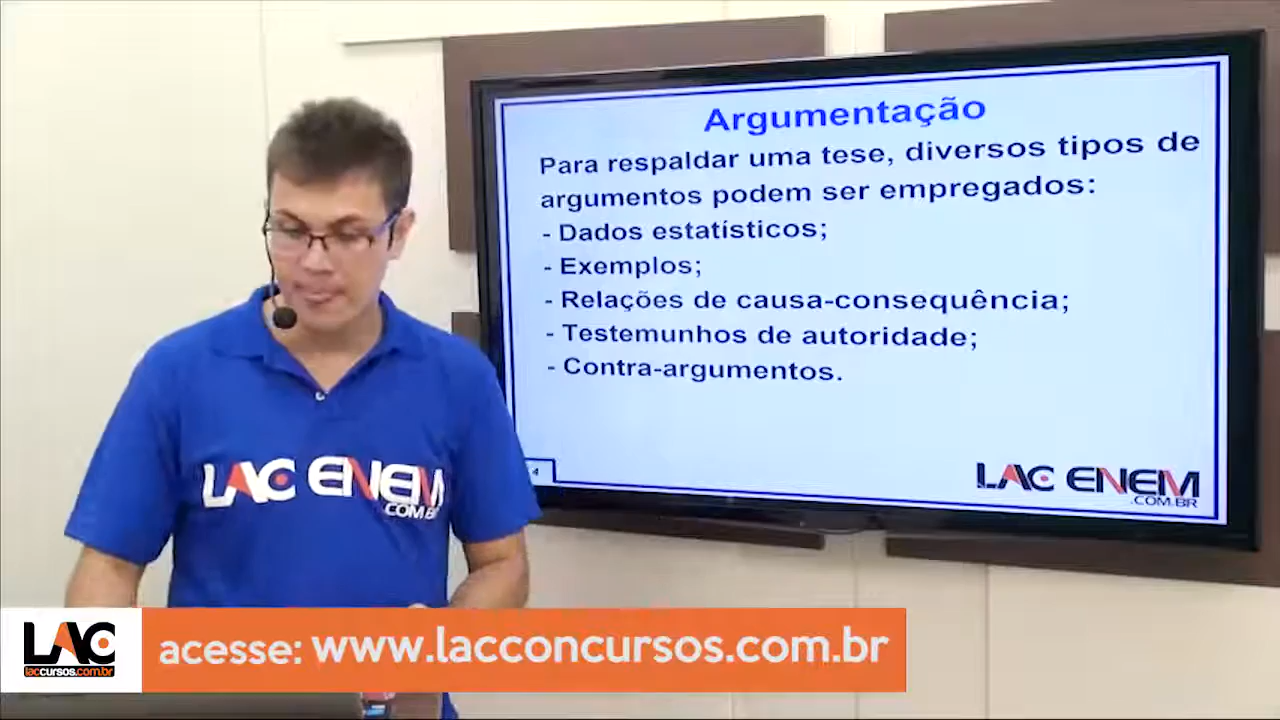 Argumentação
Para respaldar uma tese, diversos tipos de
argumentos podem ser empregados:
- Dados estatísticos;
- Exemplos;
- Relações de causa-consequência;
- Testemunhos de autoridade;
- Contra-argumentos.
4
LAC ENEM
.COM.BR
LAC ENEM
.COM.BR
LAC
laccursos.com.br
acesse: www.lacconcursos.com.br